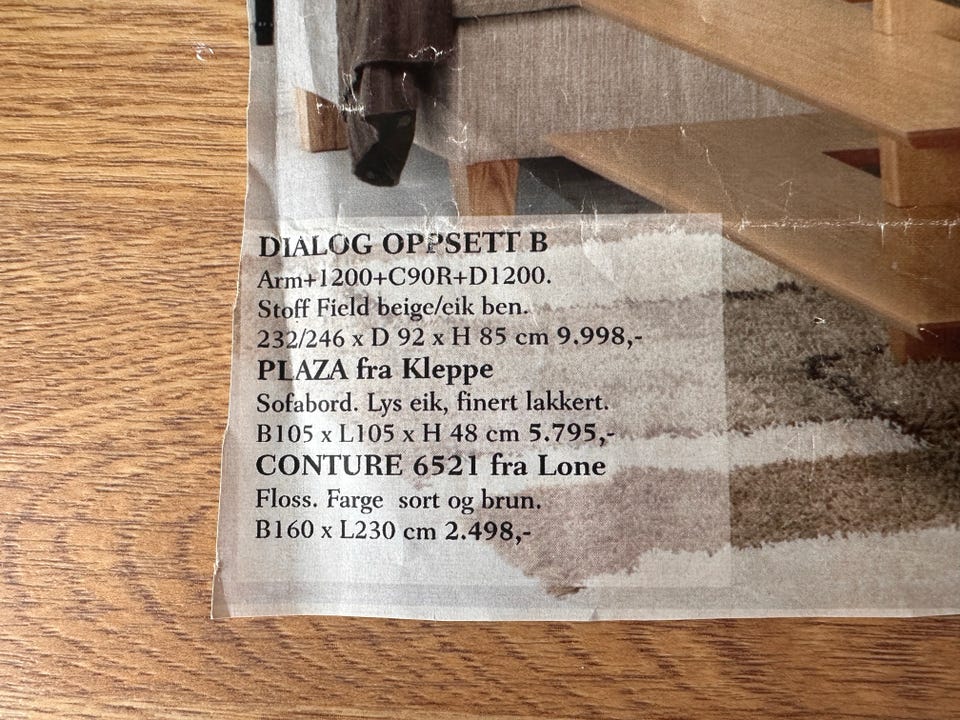 DIALOG OPPSETT B
Arm+1200+C90R+D1200.
Stoff Field beige/eik ben.
232/246 x D 92 x H 85 cm 9.998,-
PLAZA fra Kleppe
Sofabord. Lys eik, finert lakkert.
B105 x L105 x H 48 cm 5.795,-
CONTURE 6521 fra Lone
Floss. Farge sort og brun.
B160 x L230 cm 2.498,-